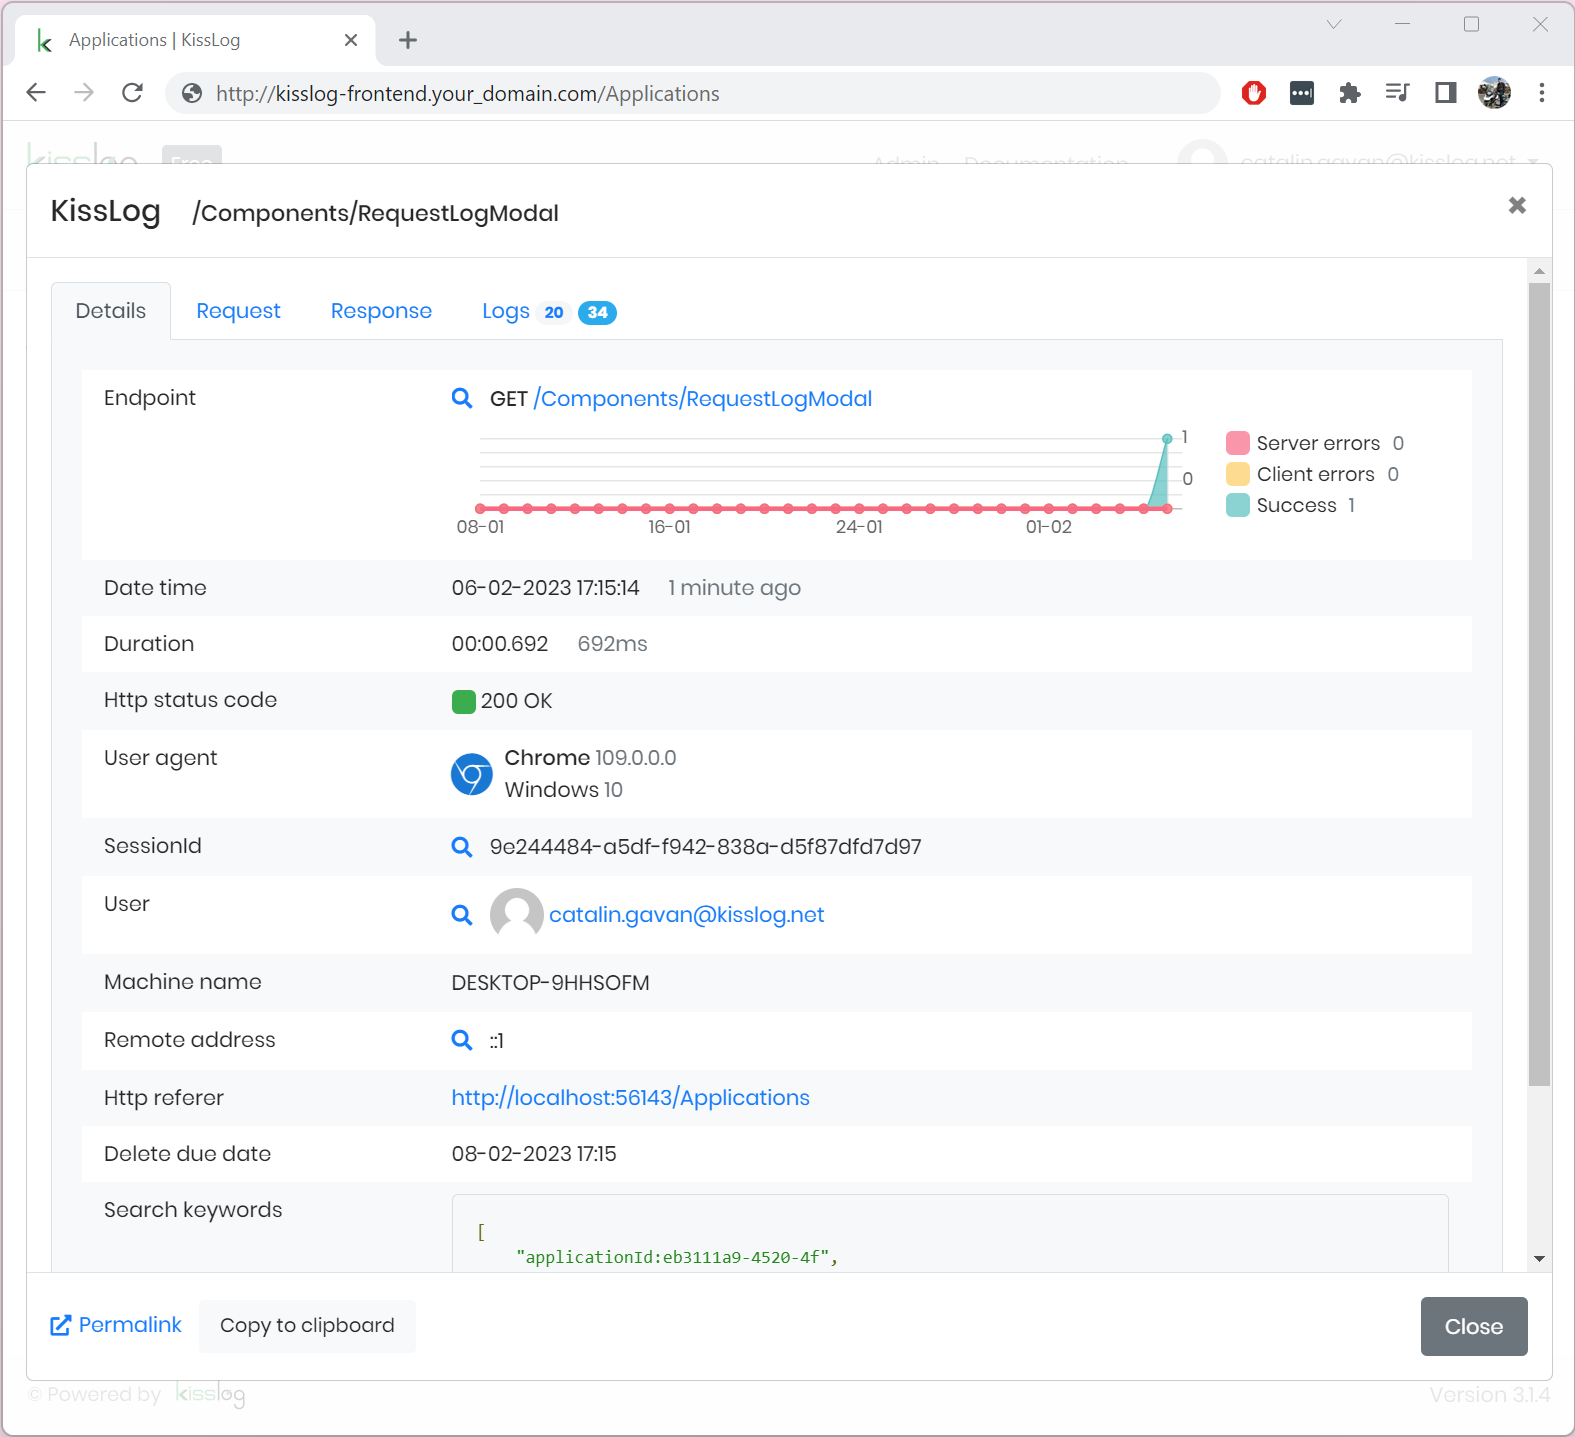 Applications | KissLog
http://kisslog-frontend.your_domain.com/Applications
kisslog Free Admin Documentation catalin.gavan@kisslog.net
KissLog /Components/RequestLogModal
Details Request Response Logs 20 34
Endpoint GET /Components/RequestLogModal
1
0
08-01 16-01 24-01 01-02
Server errors 0
Client errors 0
Success 1
Date time 06-02-2023 17:15:14 1 minute ago
Duration 00:00.692 692ms
Http status code 200 OK
User agent Chrome 109.0.0.0
Windows 10
SessionId 9e244484-a5df-f942-838a-d5f87dfd7d97
User catalin.gavan@kisslog.net
Machine name DESKTOP-9HHSOFM
Remote address ::1
Http referer http://localhost:56143/Applications
Delete due date 08-02-2023 17:15
Search keywords [
"applicationId:eb3111a9-4520-4f",
Permalink Copy to clipboard Close
© Powered by kisslog Version 3.1.4